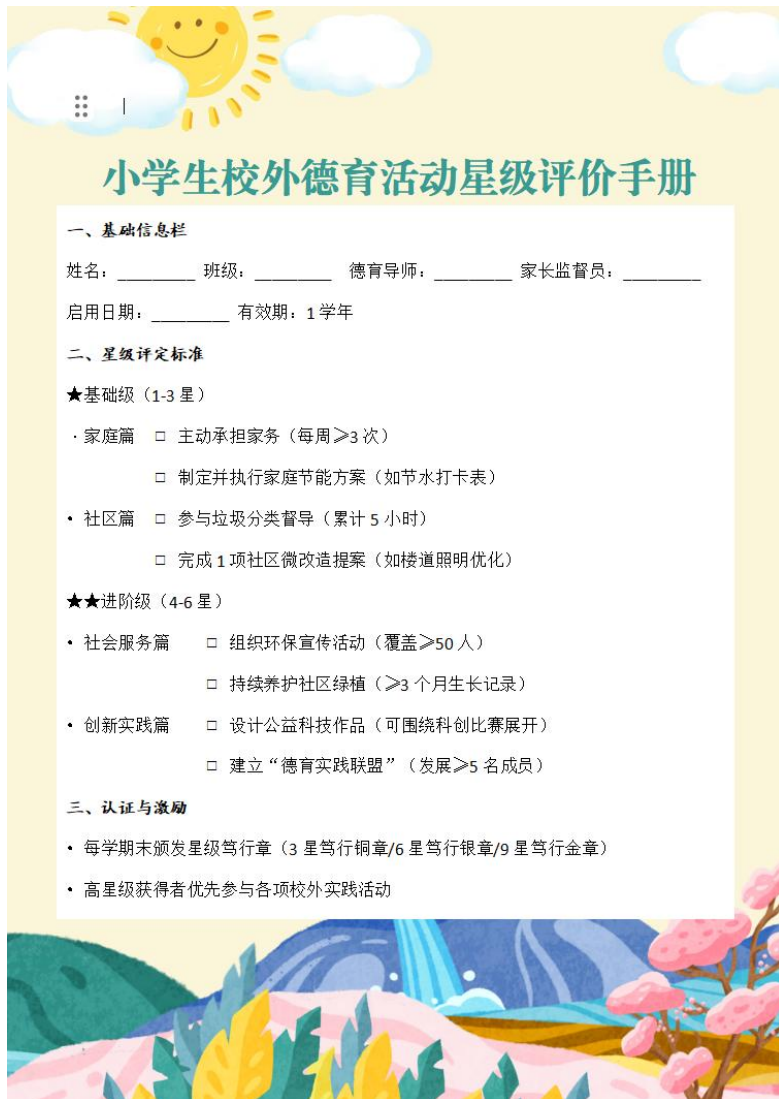 小学生校外德育活动星级评价手册
一、基础信息栏
姓名：_________ 班级：_________ 德育导师：_________ 家长监督员：_________
启用日期：_________ 有效期：1 学年
二、星级评定标准
★基础级（1-3 星）
·家庭篇 □ 主动承担家务（每周≥3 次）
□ 制定并执行家庭节能方案（如节水打卡表）
• 社区篇 □ 参与垃圾分类督导（累计 5 小时）
□ 完成 1 项社区微改造提案（如楼道照明优化）
★★进阶级（4-6 星）
• 社会服务篇 □ 组织环保宣传活动（覆盖≥50 人）
□ 持续养护社区绿植（≥3 个月生长记录）
• 创新实践篇 □ 设计公益科技作品（可围绕科创比赛展开）
□ 建立“德育实践联盟”（发展≥5 名成员）
三、认证与激励
• 每学期末颁发星级笃行章（3 星笃行铜章/6 星笃行银章/9 星笃行金章）
• 高星级获得者优先参与各项校外实践活动